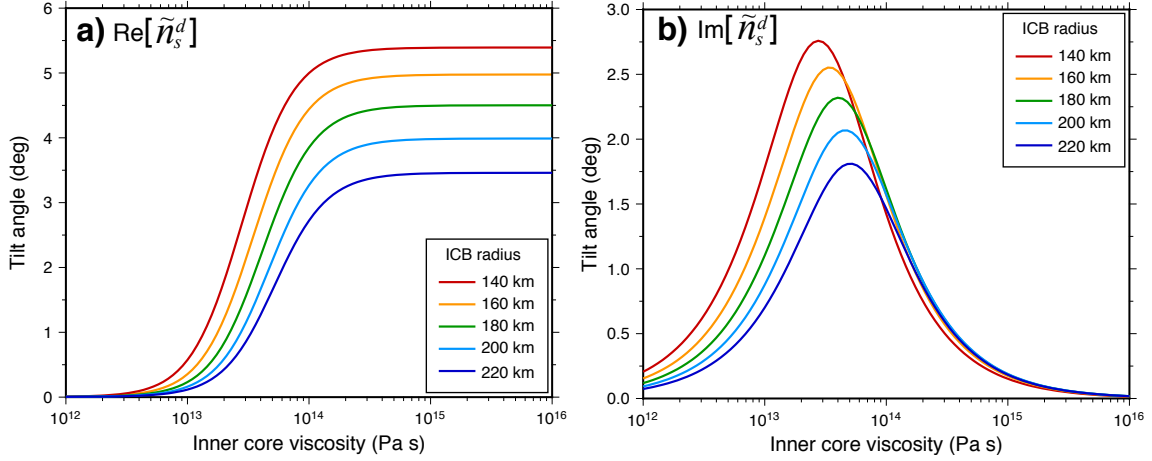 a) Re[ñ_s^d]
Tilt angle (deg)
6
5
4
3
2
1
0
ICB radius
140 km
160 km
180 km
200 km
220 km
10^12
10^13
10^14
10^15
10^16
Inner core viscosity (Pa s)
b) Im[ñ_s^d]
Tilt angle (deg)
3.0
2.5
2.0
1.5
1.0
0.5
0.0
ICB radius
140 km
160 km
180 km
200 km
220 km
10^12
10^13
10^14
10^15
10^16
Inner core viscosity (Pa s)